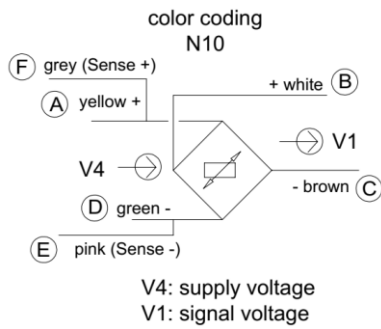 color coding
N10
F grey (Sense +)
B + white
A yellow +
V4 V1
C - brown
D green -
E pink (Sense -)
V4: supply voltage
V1: signal voltage